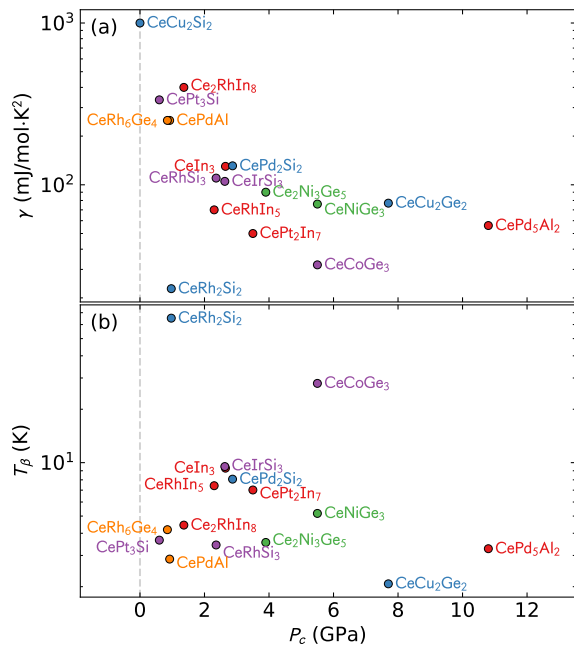 10³
(a)
CeCu₂Si₂
Ce₂RhIn₈
CePt₃Si
CeRh₆Ge₄
CePdAl
CeIn₃
CePd₂Si₂
CeRhSi₃
CeIrSi₃
Ce₂Ni₃Ge₅
10²
CeNiGe₃
CeCu₂Ge₂
CeRhIn₅
CePd₅Al₂
CePt₂In₇
CeCoGe₃
CeRh₂Si₂
γ (mJ/mol·K²)
(b)
CeRh₂Si₂
CeCoGe₃
10¹
CeIn₃
CeIrSi₃
CePd₂Si₂
CeRhIn₅
CePt₂In₇
CeNiGe₃
CeRh₆Ge₄
Ce₂RhIn₈
CePt₃Si
CeRhSi₃
Ce₂Ni₃Ge₅
CePdAl
CePd₅Al₂
CeCu₂Ge₂
T_β (K)
0 2 4 6 8 10 12
P_c (GPa)